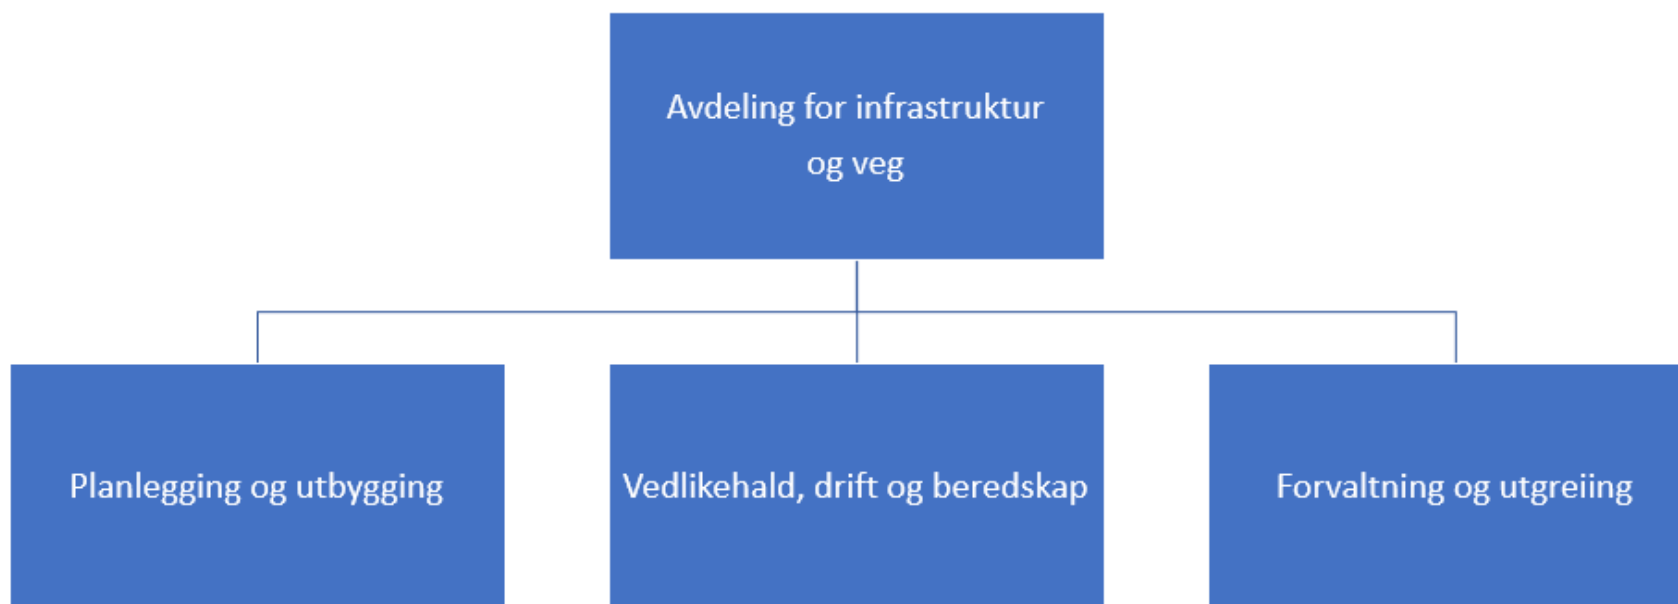 Avdeling for infrastruktur
og veg
Planlegging og utbygging
Vedlikehald, drift og beredskap
Forvaltning og utgreiing